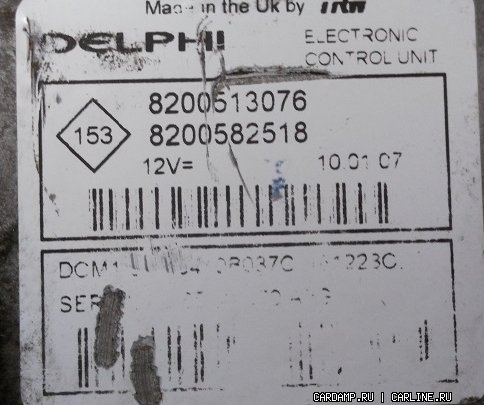 Made in the Uk by TRW
DELPHI
ELECTRONIC
CONTROL UNIT
8200513076
153
8200582518
12V=
10.01.07
CARDAMP.RU | CARLINE.RU